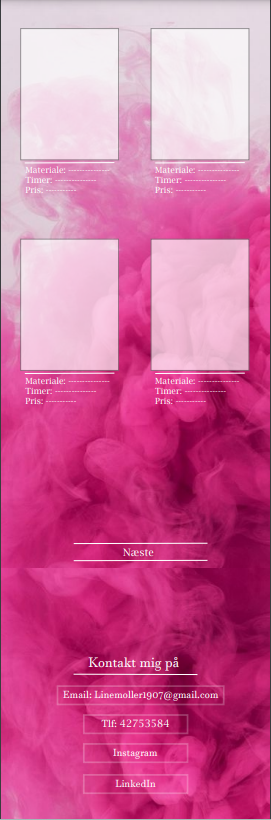 Materiale: --------------
Timer: --------------
Pris: -----------
Materiale: --------------
Timer: --------------
Pris: -----------
Materiale: --------------
Timer: --------------
Pris: -----------
Materiale: --------------
Timer: --------------
Pris: -----------
Næste
Kontakt mig på
Email: Linemoller1907@gmail.com
Tlf: 42753584
Instagram
LinkedIn